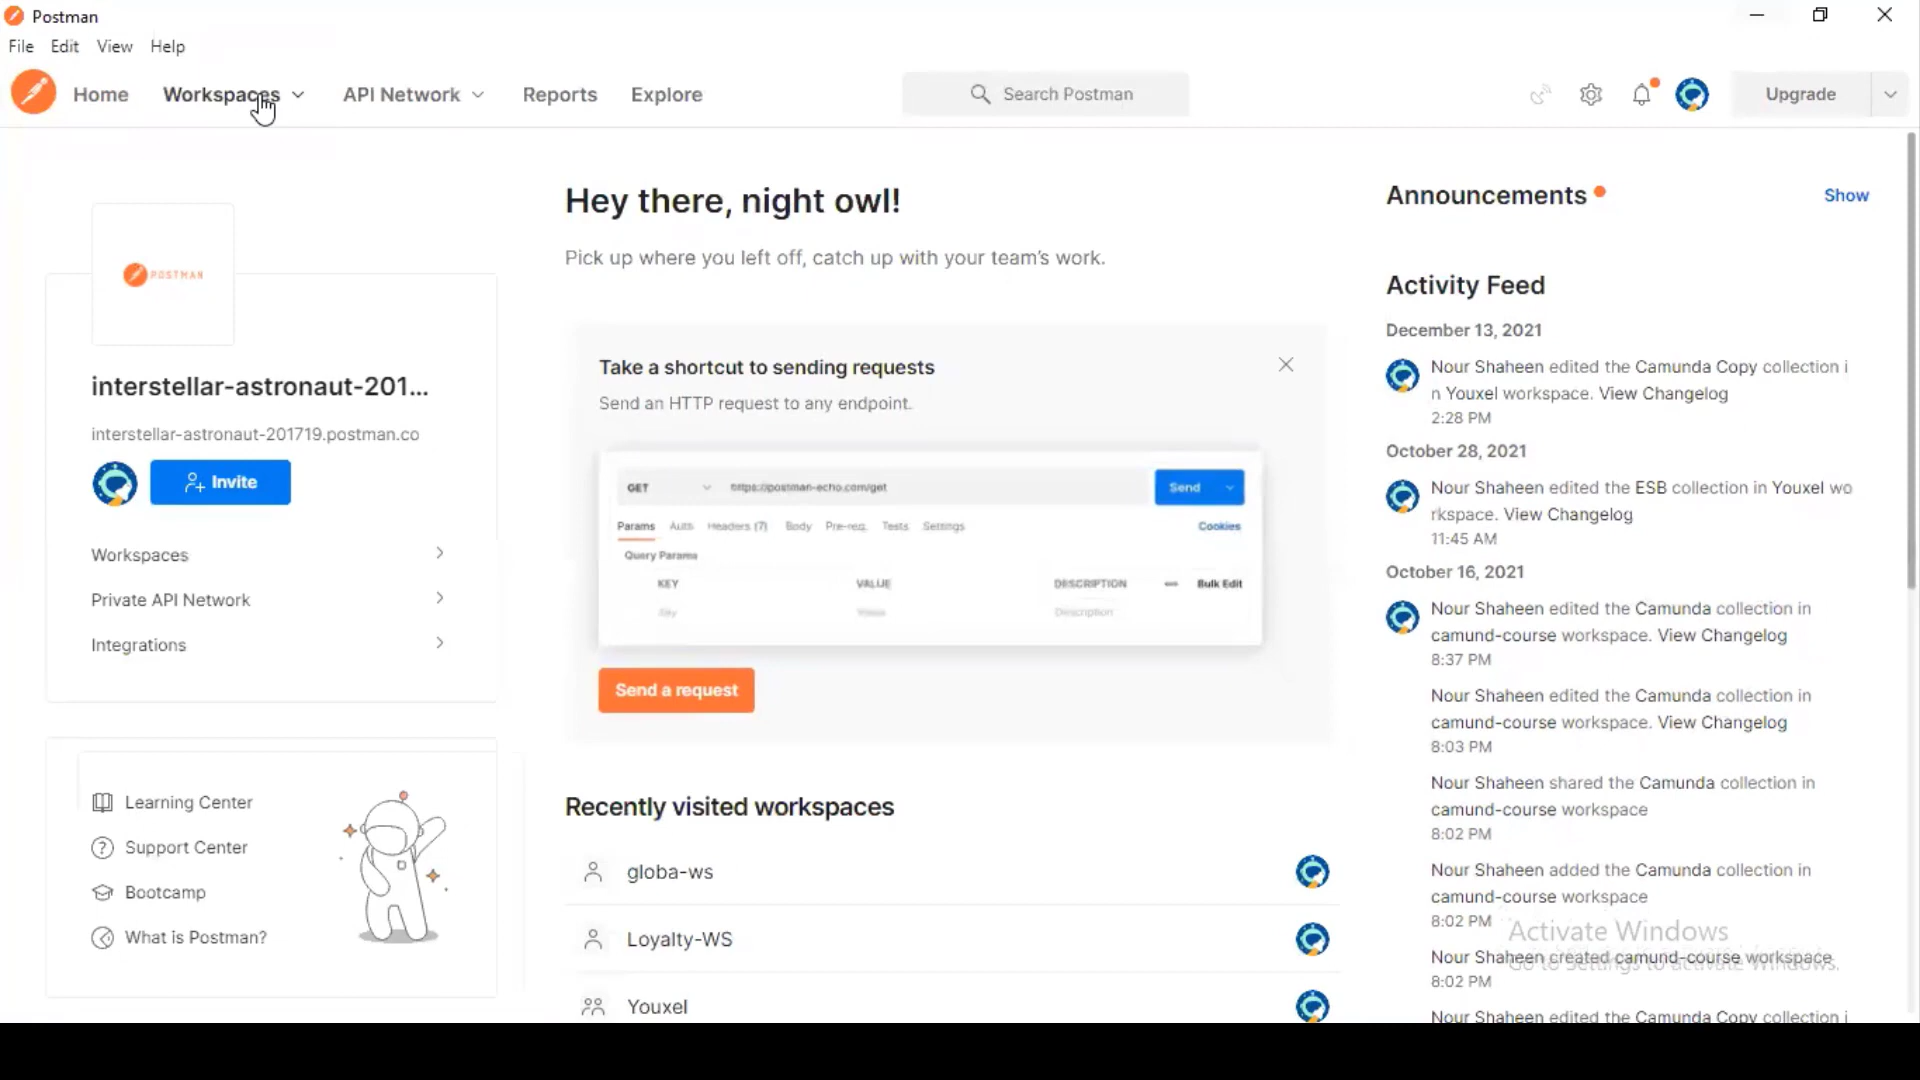 Postman
File Edit View Help
Home Workspaces API Network Reports Explore Search Postman Upgrade
POSTMAN
interstellar-astronaut-201...
interstellar-astronaut-201719.postman.co
Invite
Workspaces
Private API Network
Integrations
Learning Center
Support Center
Bootcamp
What is Postman?
Hey there, night owl!
Pick up where you left off, catch up with your team's work.
Take a shortcut to sending requests
Send an HTTP request to any endpoint.
GET https://postman-echo.com/get Send
Params Auth Headers (7) Body Pre-req. Tests Settings Cookies
Query Params
KEY VALUE DESCRIPTION Bulk Edit
Key Value Description
Send a request
Recently visited workspaces
globa-ws
Loyalty-WS
Youxel
Announcements Show
Activity Feed
December 13, 2021
Nour Shaheen edited the Camunda Copy collection i
n Youxel workspace. View Changelog
2:28 PM
October 28, 2021
Nour Shaheen edited the ESB collection in Youxel wo
rkspace. View Changelog
11:45 AM
October 16, 2021
Nour Shaheen edited the Camunda collection in
camund-course workspace. View Changelog
8:37 PM
Nour Shaheen edited the Camunda collection in
camund-course workspace. View Changelog
8:03 PM
Nour Shaheen shared the Camunda collection in
camund-course workspace
8:02 PM
Nour Shaheen added the Camunda collection in
camund-course workspace
8:02 PM
Activate Windows
Go to Settings to activate Windows.
Nour Shaheen created camund-course workspace
8:02 PM
Nour Shaheen edited the Camunda Copy collection i